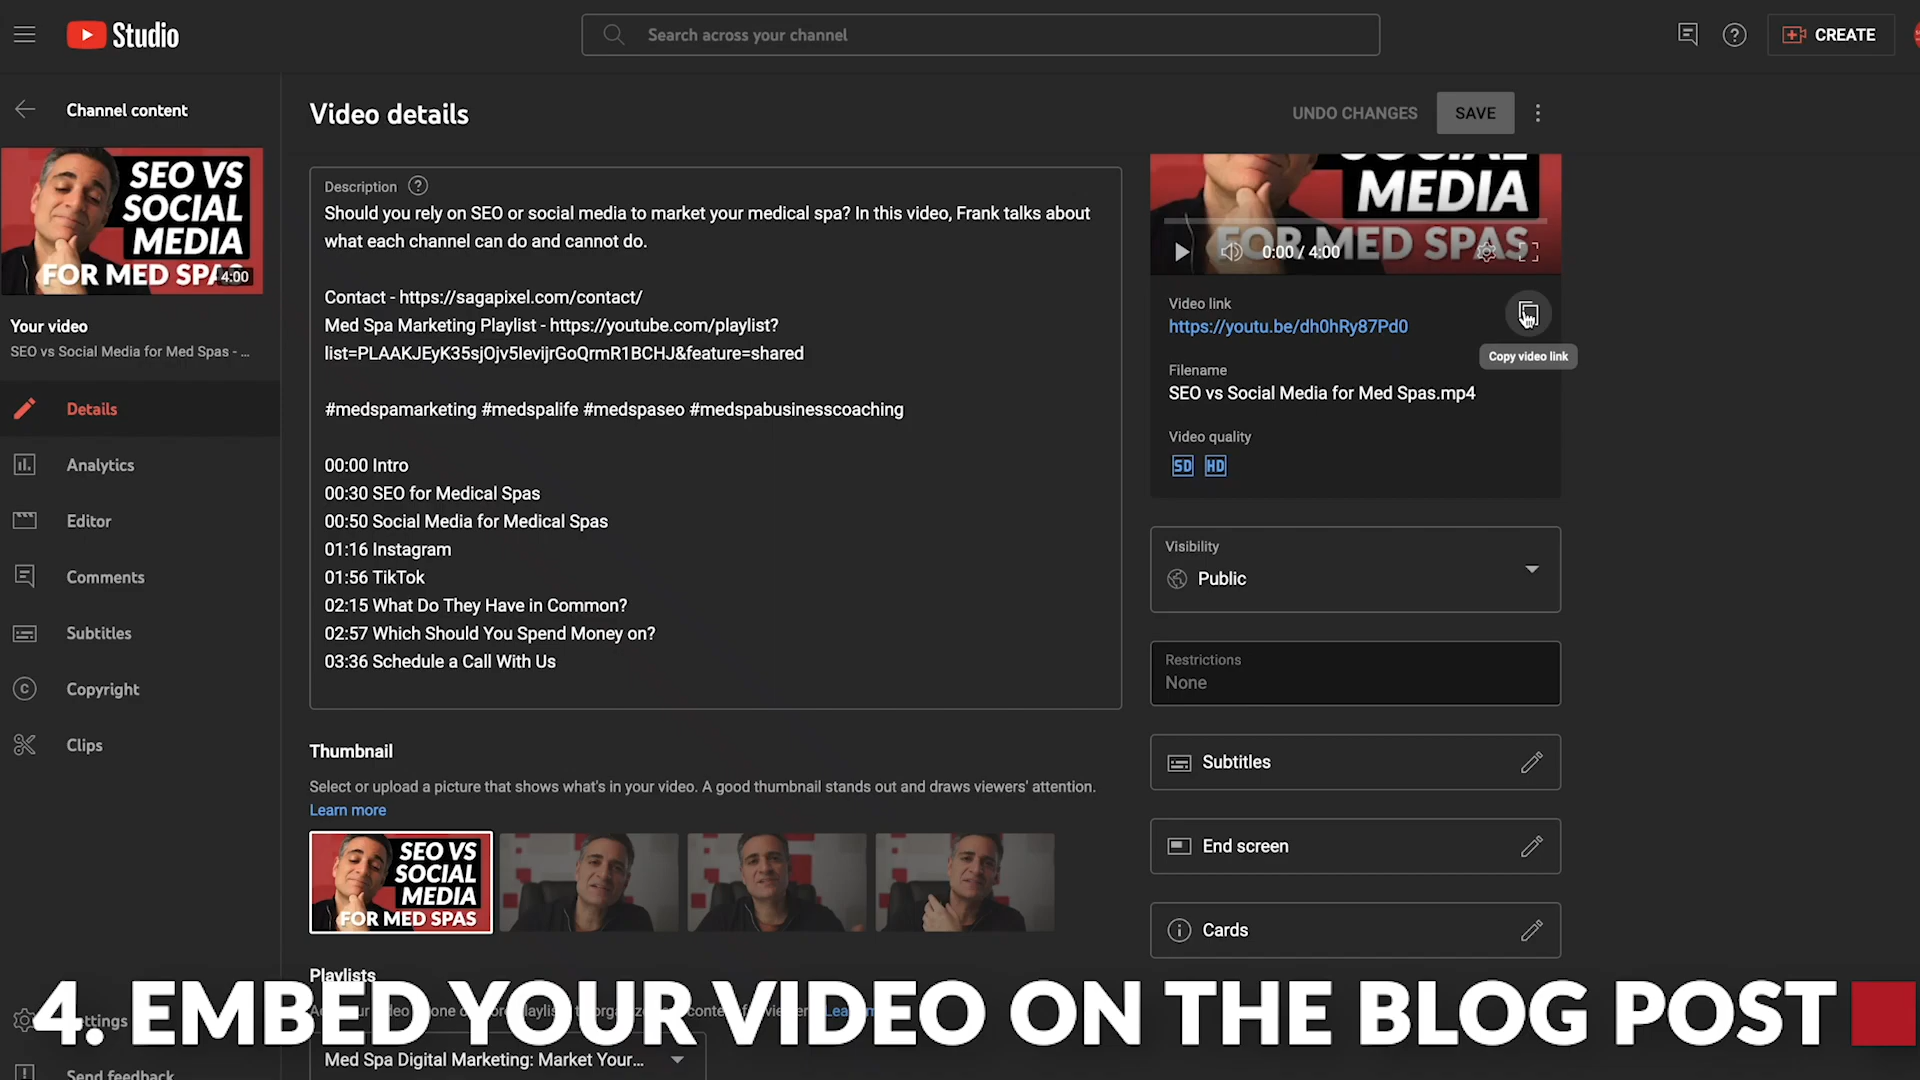 Studio
Search across your channel
CREATE
Channel content
Video details
UNDO CHANGES
SAVE
SEO VS
SOCIAL
MEDIA
FOR MED SPAS
4:00
Your video
SEO vs Social Media for Med Spas - ...
Details
Analytics
Editor
Comments
Subtitles
Copyright
Clips
Send feedback
Description
Should you rely on SEO or social media to market your medical spa? In this video, Frank talks about
what each channel can do and cannot do.
Contact - https://sagapixel.com/contact/
Med Spa Marketing Playlist - https://youtube.com/playlist?
list=PLAAKJEyK35sjOjv5IevijrGoQrmR1BCHJ&feature=shared
#medspamarketing #medspalife #medspaseo #medspabusinesscoaching
00:00 Intro
00:30 SEO for Medical Spas
00:50 Social Media for Medical Spas
01:16 Instagram
01:56 TikTok
02:15 What Do They Have in Common?
02:57 Which Should You Spend Money on?
03:36 Schedule a Call With Us
Thumbnail
Select or upload a picture that shows what's in your video. A good thumbnail stands out and draws viewers' attention.
Learn more
SEO VS
SOCIAL
MEDIA
FOR MED SPAS
Playlists
Med Spa Digital Marketing: Market Your...
SOCIAL
MEDIA
FOR MED SPAS
0:00 / 4:00
Video link
https://youtu.be/dh0hRy87Pd0
Copy video link
Filename
SEO vs Social Media for Med Spas.mp4
Video quality
SD HD
Visibility
Public
Restrictions
None
Subtitles
End screen
Cards
4. EMBED YOUR VIDEO ON THE BLOG POST